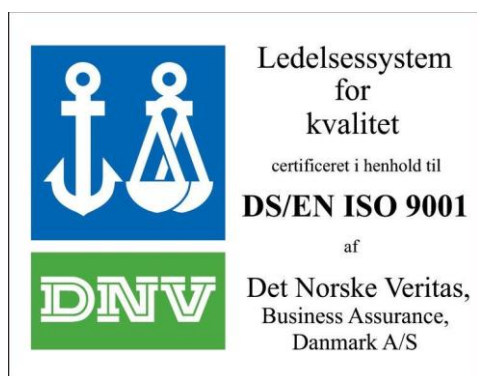 Ledelsessystem
for
kvalitet
certificeret i henhold til
DS/EN ISO 9001
af
Det Norske Veritas,
Business Assurance,
Danmark A/S
DNV